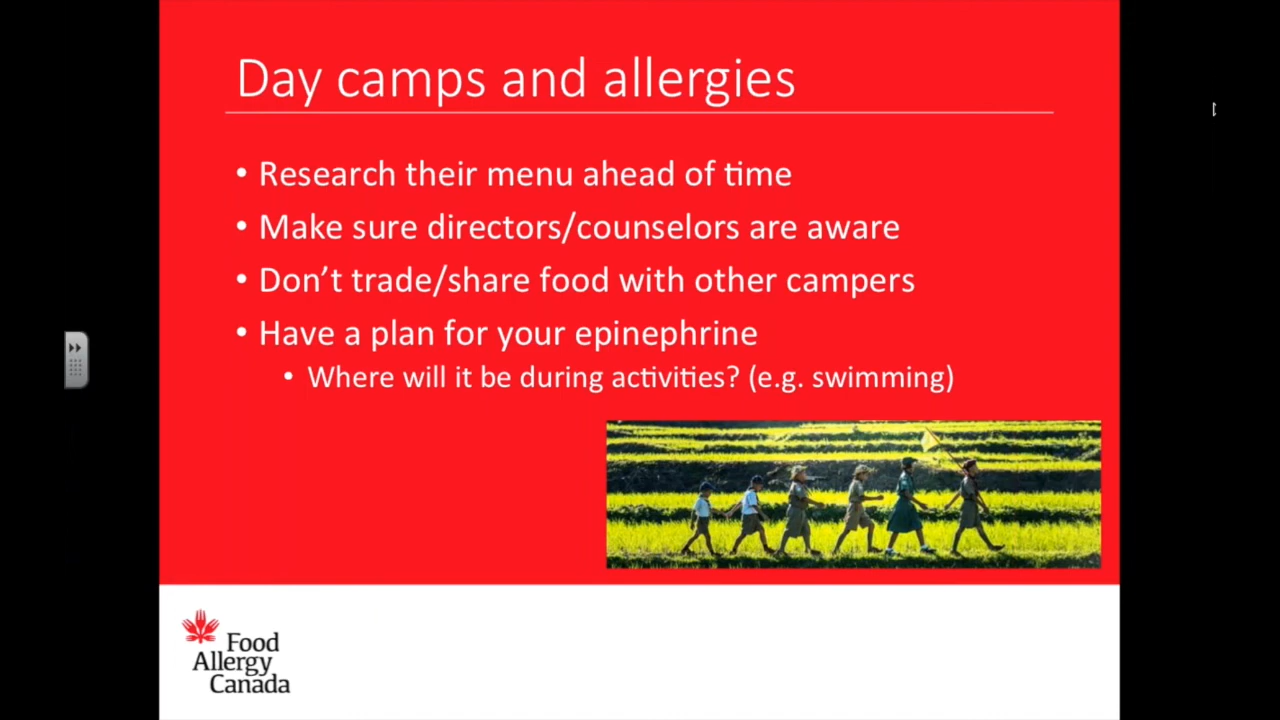 Day camps and allergies
• Research their menu ahead of time
• Make sure directors/counselors are aware
• Don’t trade/share food with other campers
• Have a plan for your epinephrine
• Where will it be during activities? (e.g. swimming)
Food
Allergy
Canada